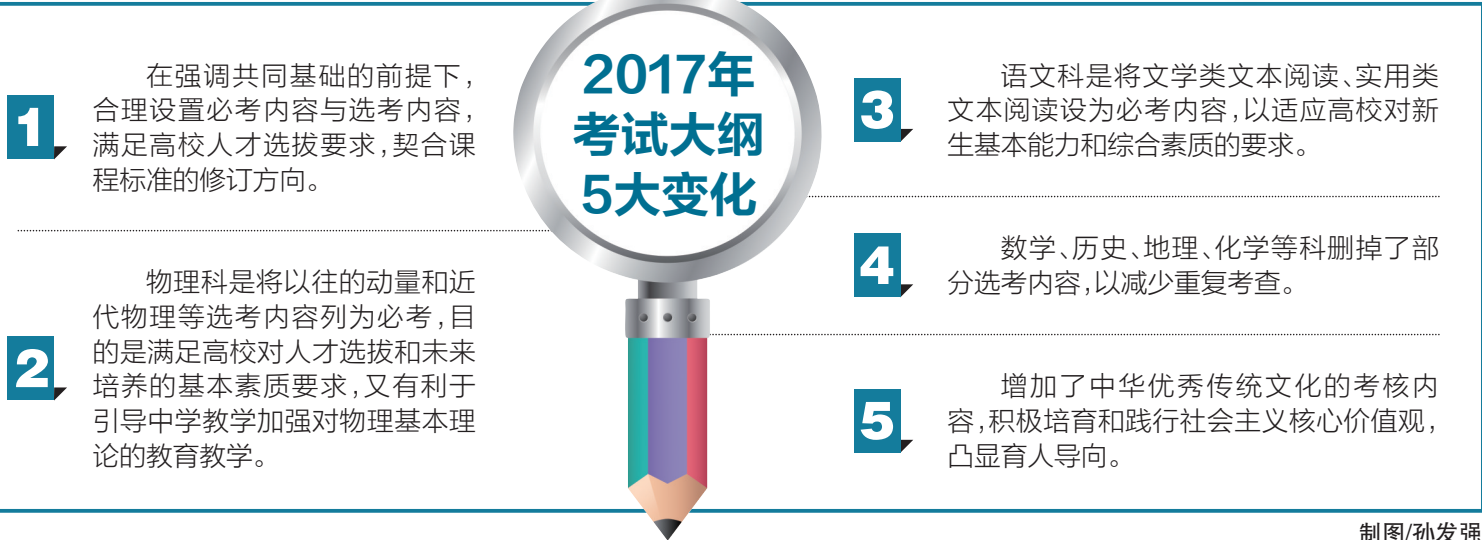 2017年
考试大纲
5大变化
1
在强调共同基础的前提下，
合理设置必考内容与选考内容，
满足高校人才选拔要求，契合课
程标准的修订方向。
2
物理科是将以往的动量和近
代物理等选考内容列为必考，目
的是满足高校对人才选拔和未来
培养的基本素质要求，又有利于
引导中学教学加强对物理基本理
论的教育教学。
3
语文科是将文学类文本阅读、实用类
文本阅读设为必考内容，以适应高校对新
生基本能力和综合素质的要求。
4
数学、历史、地理、化学等科删掉了部
分选考内容，以减少重复考查。
5
增加了中华优秀传统文化的考核内
容，积极培育和践行社会主义核心价值观，
凸显育人导向。
制图/孙发强